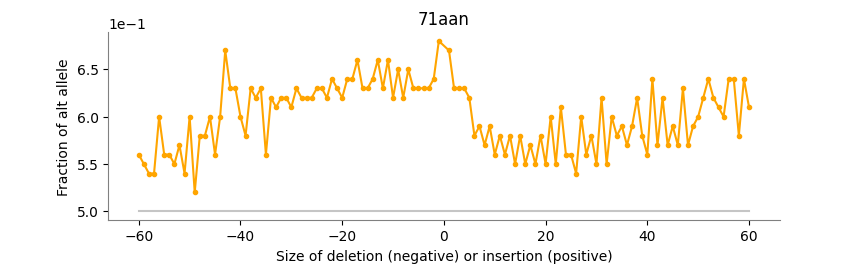 71aan
1e−1
Fraction of alt allele
6.5
6.0
5.5
5.0
−60 −40 −20 0 20 40 60
Size of deletion (negative) or insertion (positive)